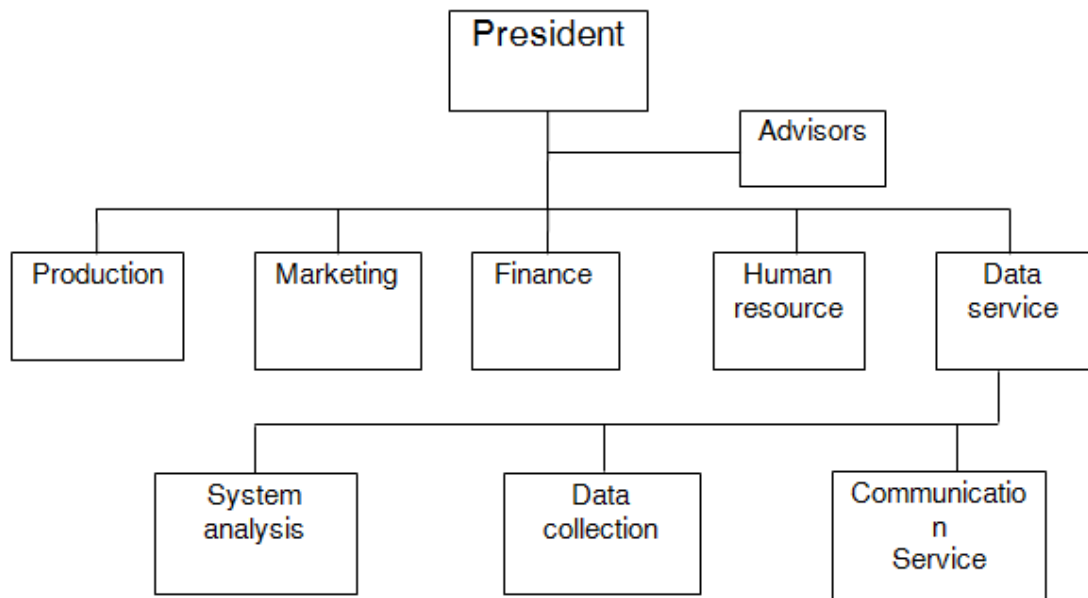 President
Advisors
Production
Marketing
Finance
Human
resource
Data
service
System
analysis
Data
collection
Communicatio
n
Service